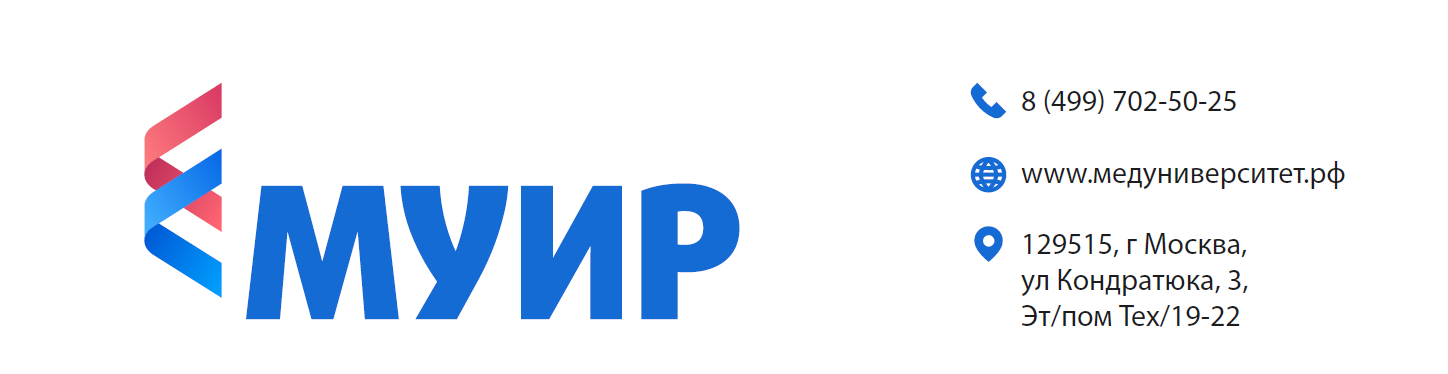 МУИР
8 (499) 702-50-25
www.медуниверситет.рф
129515, г Москва,
ул Кондратюка, 3,
Эт/пом Тех/19-22